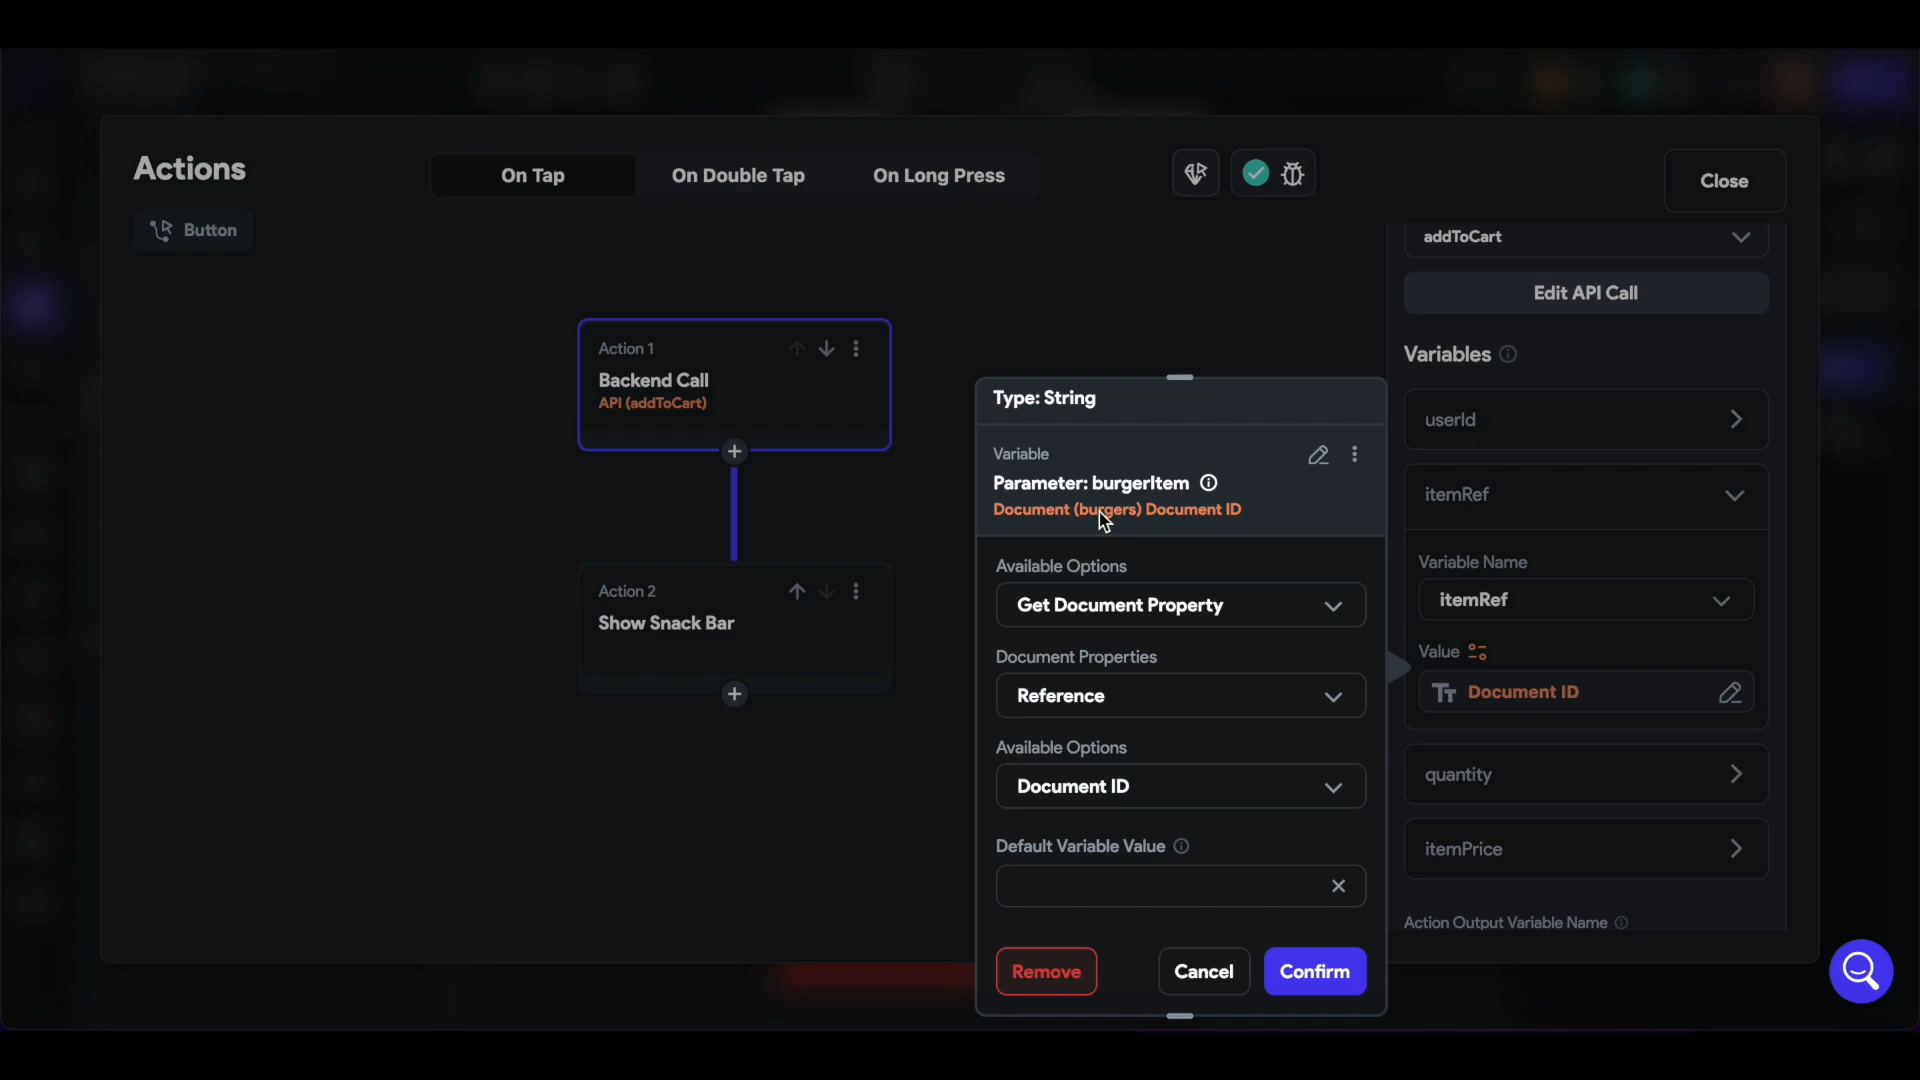 Actions
On Tap
On Double Tap
On Long Press
Close
Button
addToCart
Edit API Call
Variables
userId
itemRef
Variable Name
itemRef
Value
Document ID
quantity
itemPrice
Action Output Variable Name
Action 1
Backend Call
API (addToCart)
Action 2
Show Snack Bar
Type: String
Variable
Parameter: burgerItem
Document (burgers) Document ID
Available Options
Get Document Property
Document Properties
Reference
Available Options
Document ID
Default Variable Value
Remove
Cancel
Confirm